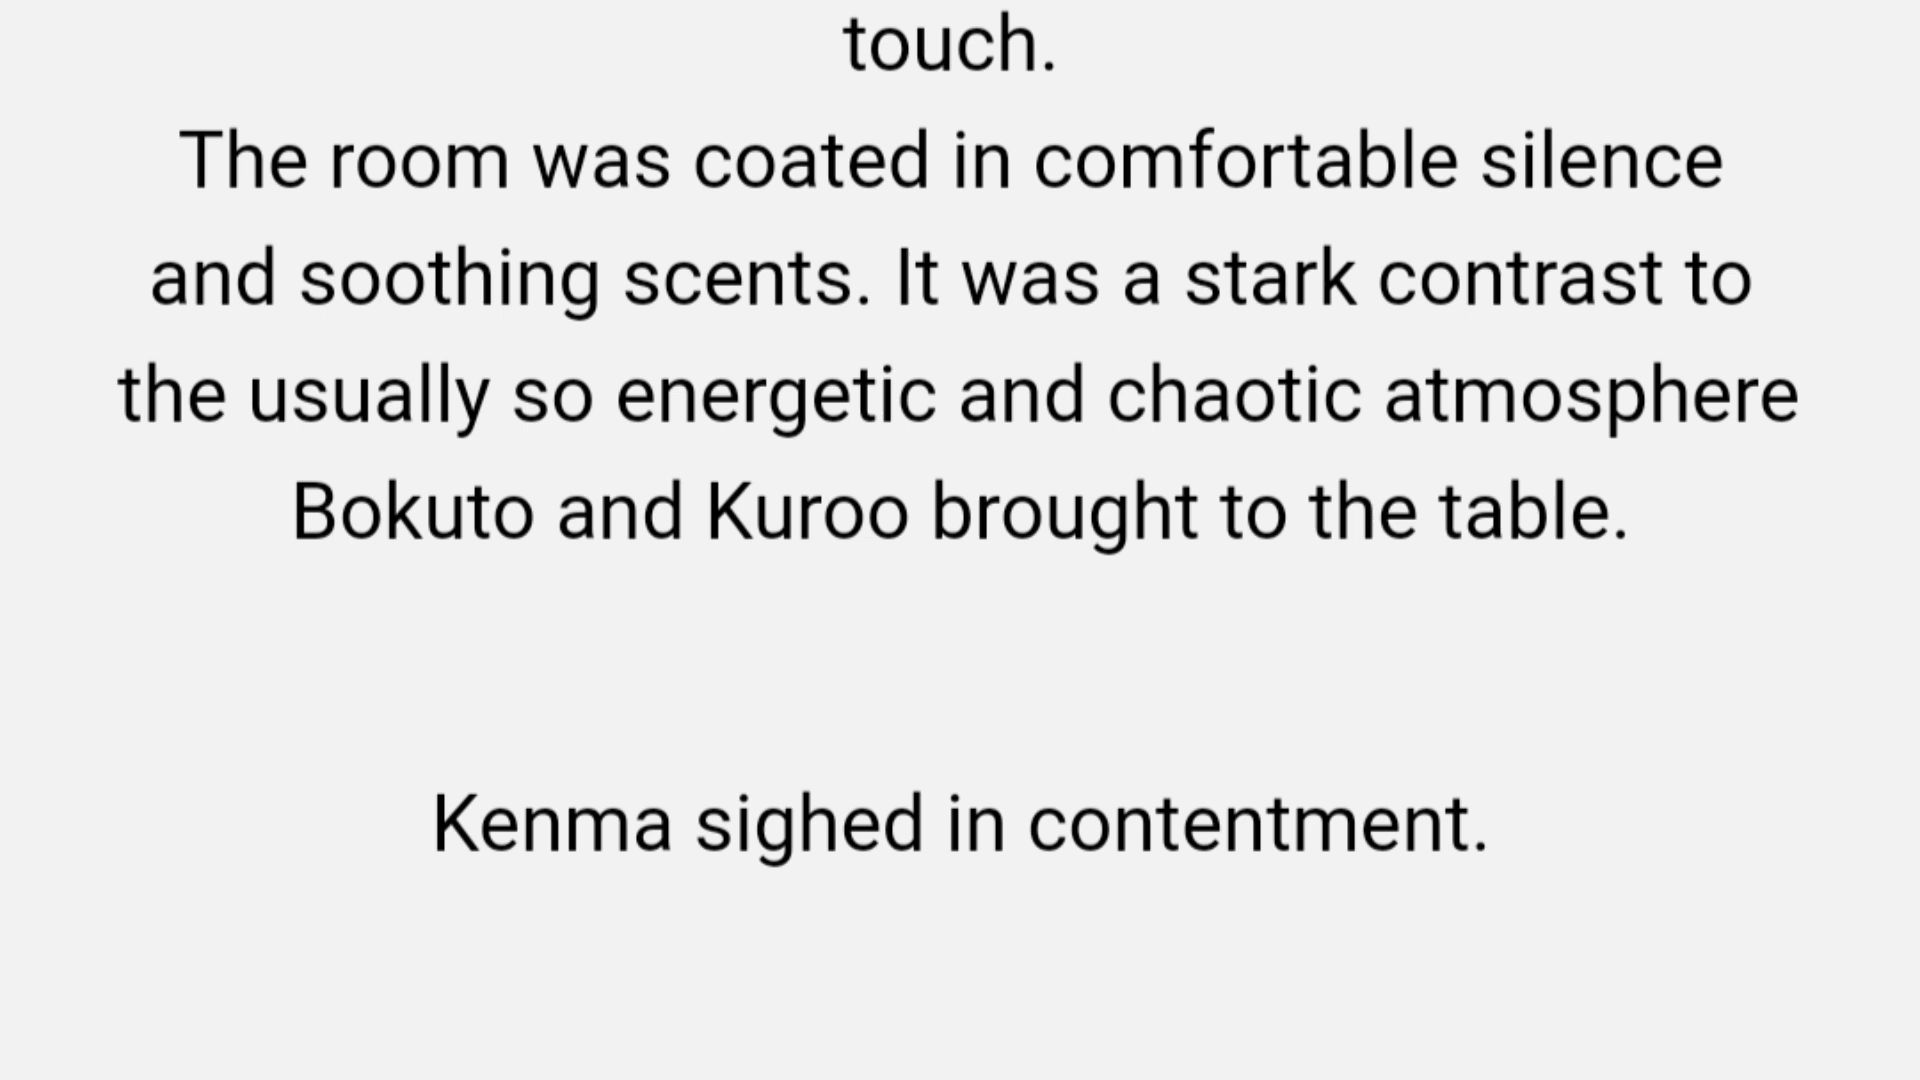 touch.
The room was coated in comfortable silence
and soothing scents. It was a stark contrast to
the usually so energetic and chaotic atmosphere
Bokuto and Kuroo brought to the table.
Kenma sighed in contentment.